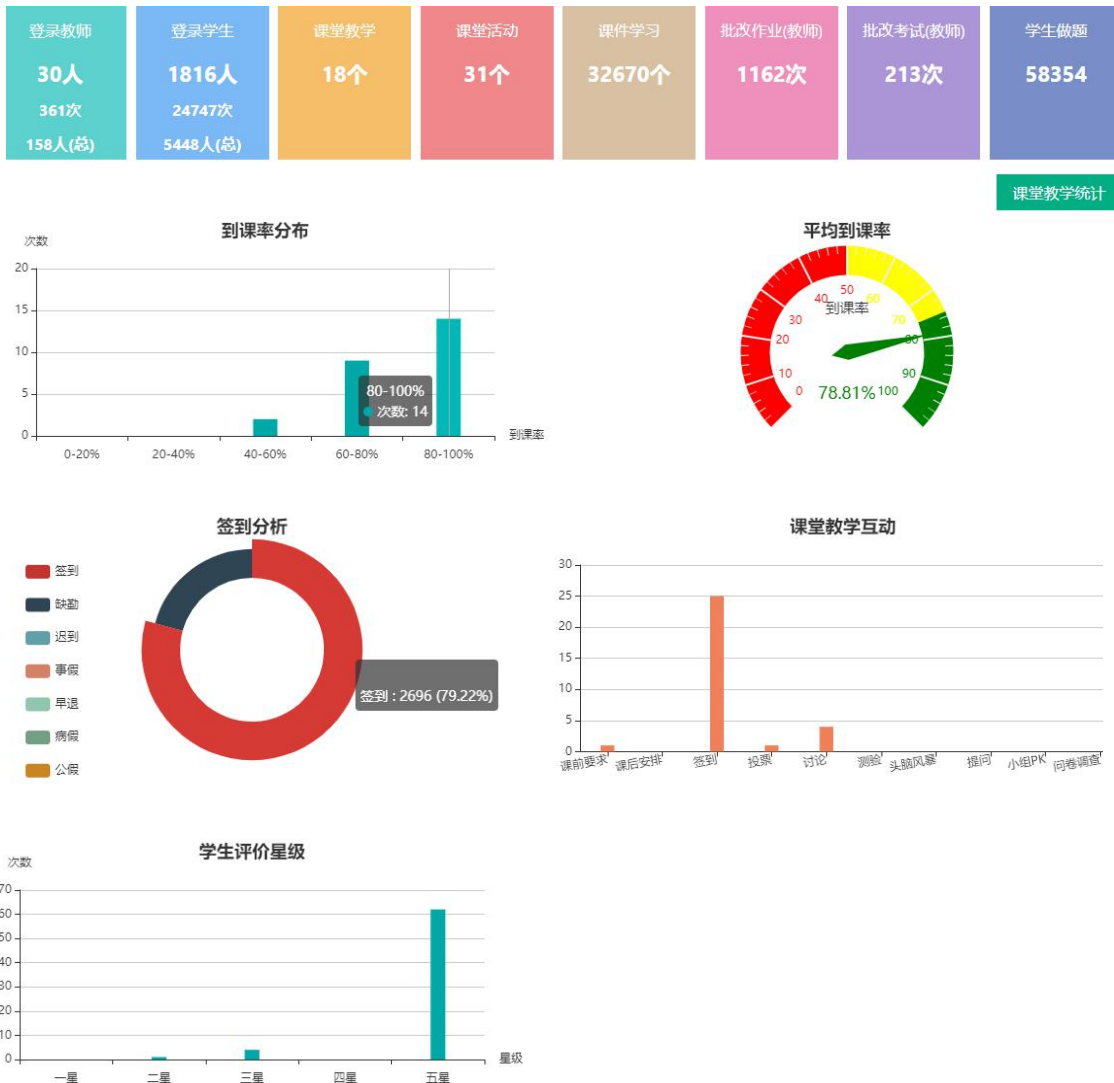 登录教师
30人
361次
158人(总)
登录学生
1816人
24747次
5448人(总)
课堂教学
18个
课堂活动
31个
课件学习
32670个
批改作业(教师)
1162次
批改考试(教师)
213次
学生做题
58354
课堂教学统计
到课率分布
次数
20
15
10
5
0
0-20%
20-40%
40-60%
60-80%
80-100%
到课率
80-100%
次数: 14
平均到课率
到课率
0
10
20
30
40
50
60
70
80
90
100
78.81%
签到分析
签到
缺勤
迟到
事假
早退
病假
公假
签到 : 2696 (79.22%)
课堂教学互动
30
25
20
15
10
5
0
课前要求
课后安排
签到
投票
讨论
测验
头脑风暴
提问
小组PK
问卷调查
学生评价星级
次数
70
60
50
40
30
20
10
0
一星
二星
三星
四星
五星
星级